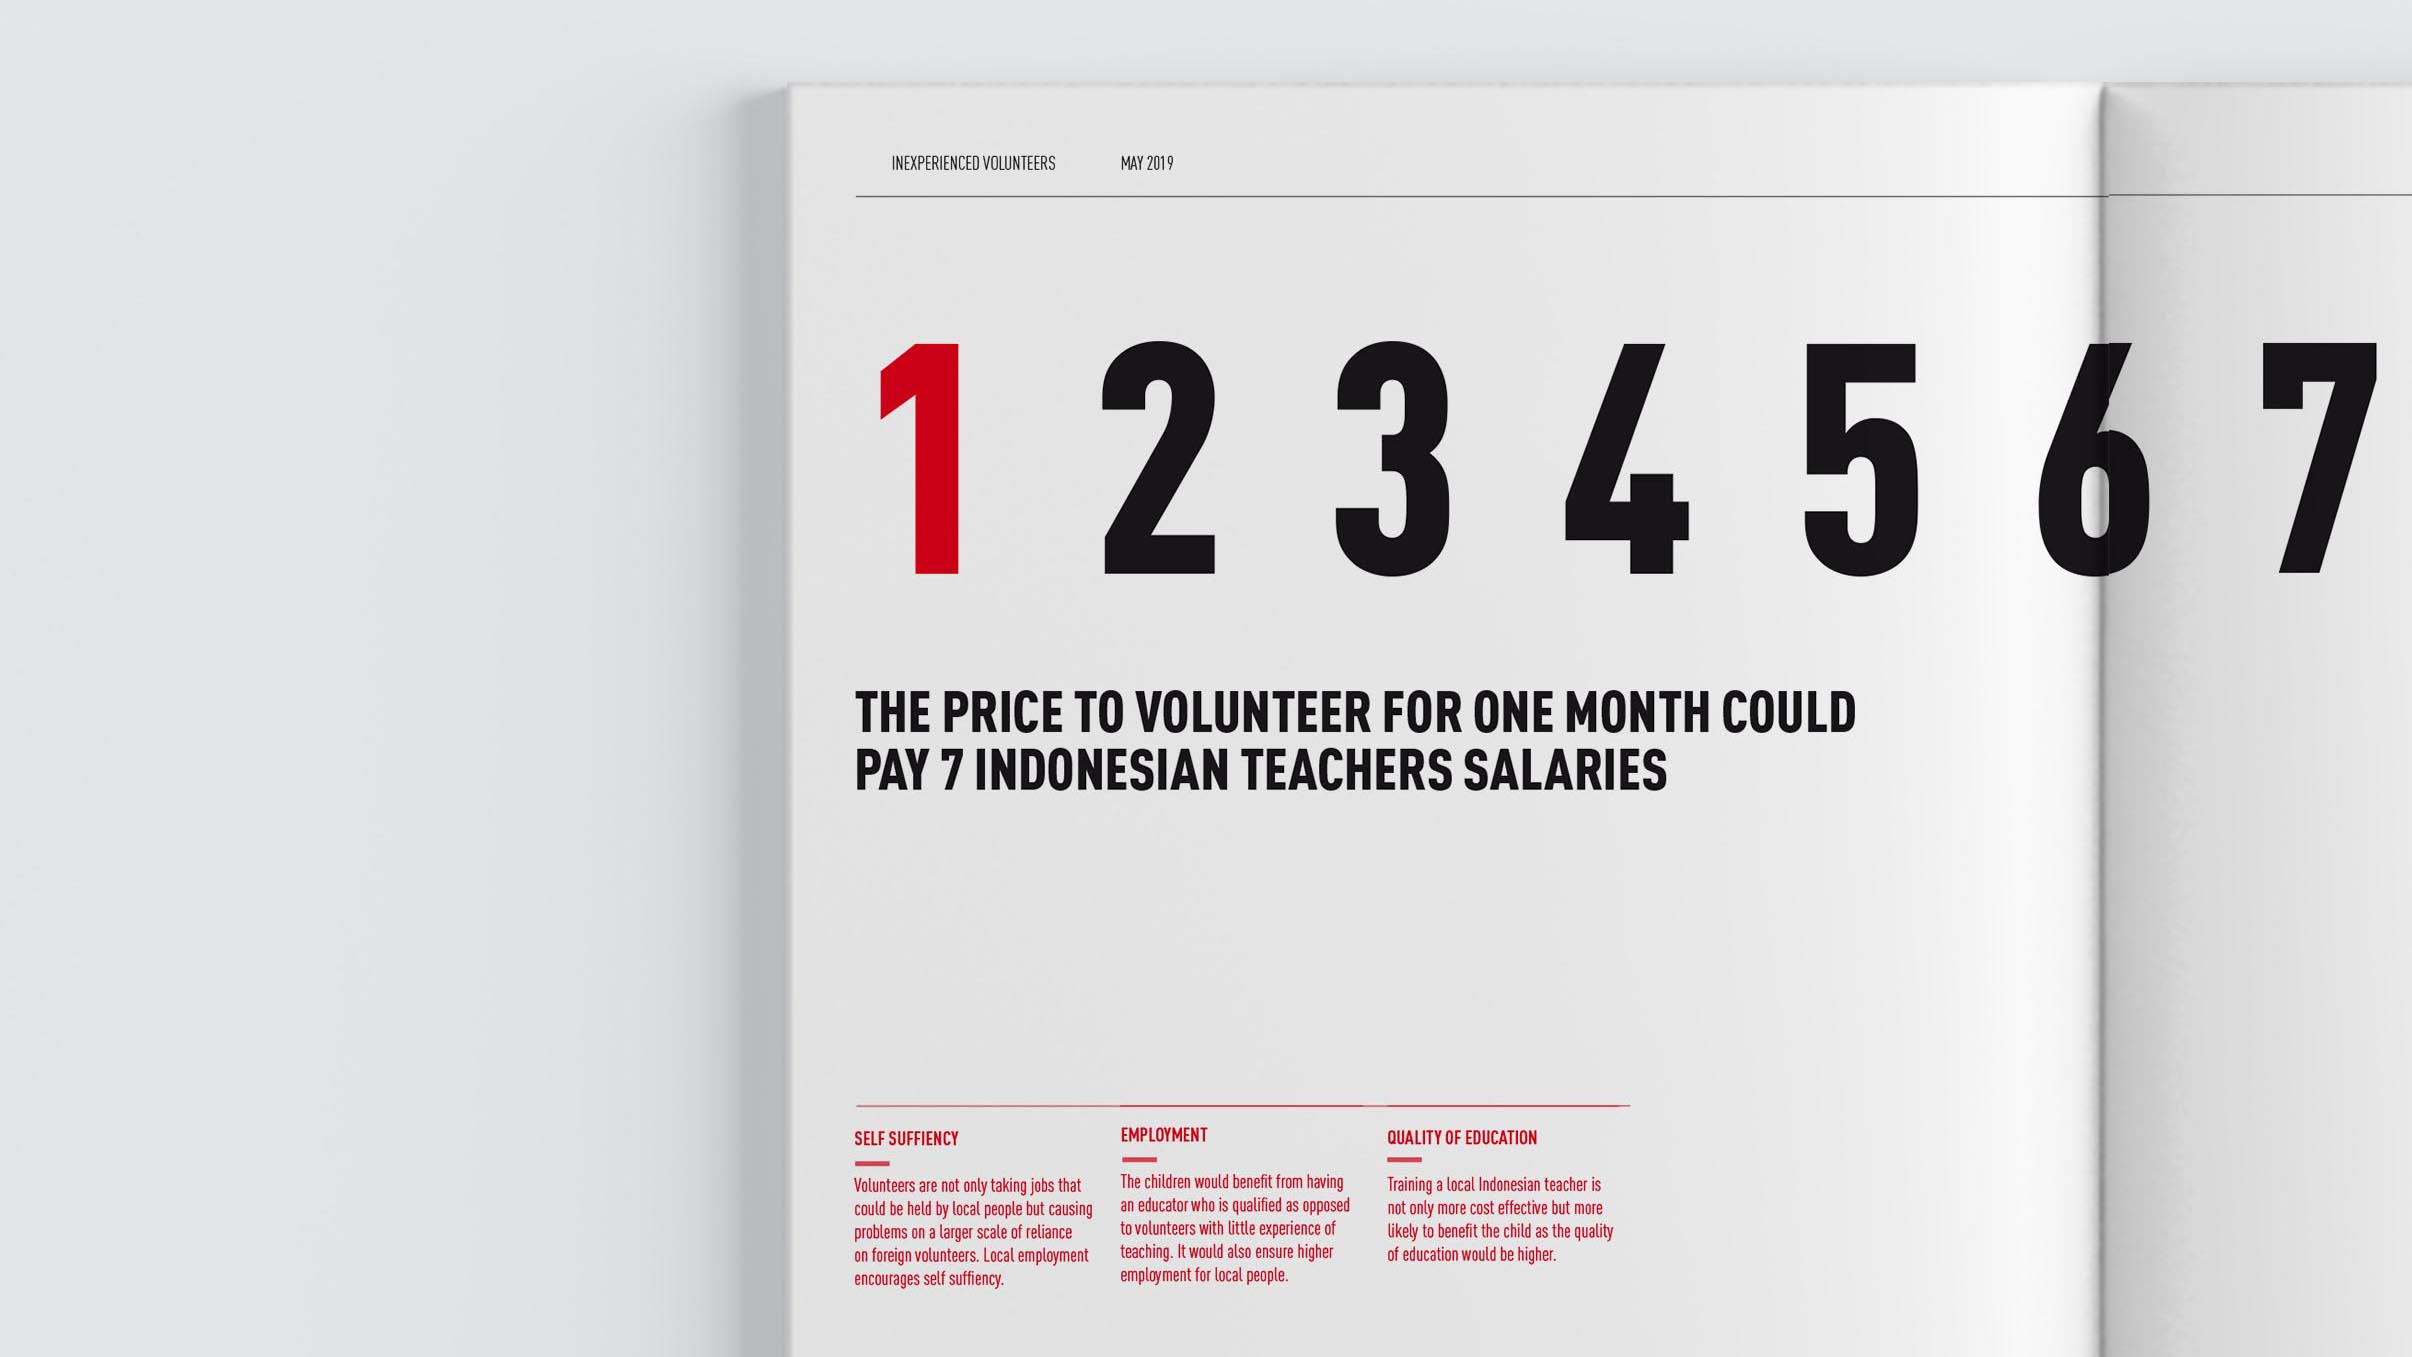 INEXPERIENCED VOLUNTEERS MAY 2019
1 2 3 4 5 6 7
THE PRICE TO VOLUNTEER FOR ONE MONTH COULD
PAY 7 INDONESIAN TEACHERS SALARIES
SELF SUFFIENCY
Volunteers are not only taking jobs that
could be held by local people but causing
problems on a larger scale of reliance
on foreign volunteers. Local employment
encourages self suffiency.
EMPLOYMENT
The children would benefit from having
an educator who is qualified as opposed
to volunteers with little experience of
teaching. It would also ensure higher
employment for local people.
QUALITY OF EDUCATION
Training a local Indonesian teacher is
not only more cost effective but more
likely to benefit the child as the quality
of education would be higher.